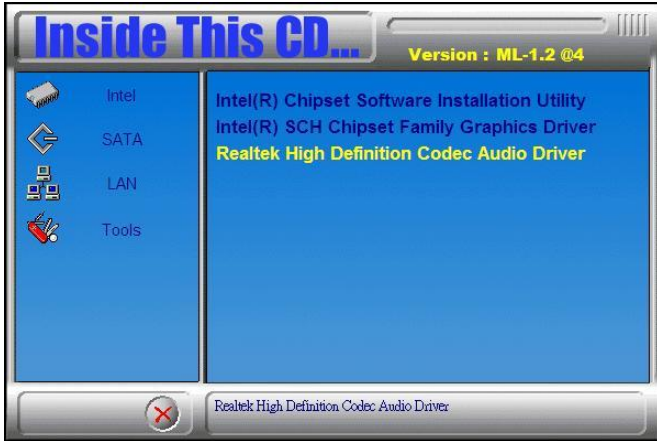 Inside This CD...
Version : ML-1.2 @4
Intel
SATA
LAN
Tools
Intel(R) Chipset Software Installation Utility
Intel(R) SCH Chipset Family Graphics Driver
Realtek High Definition Codec Audio Driver
Realtek High Definition Codec Audio Driver